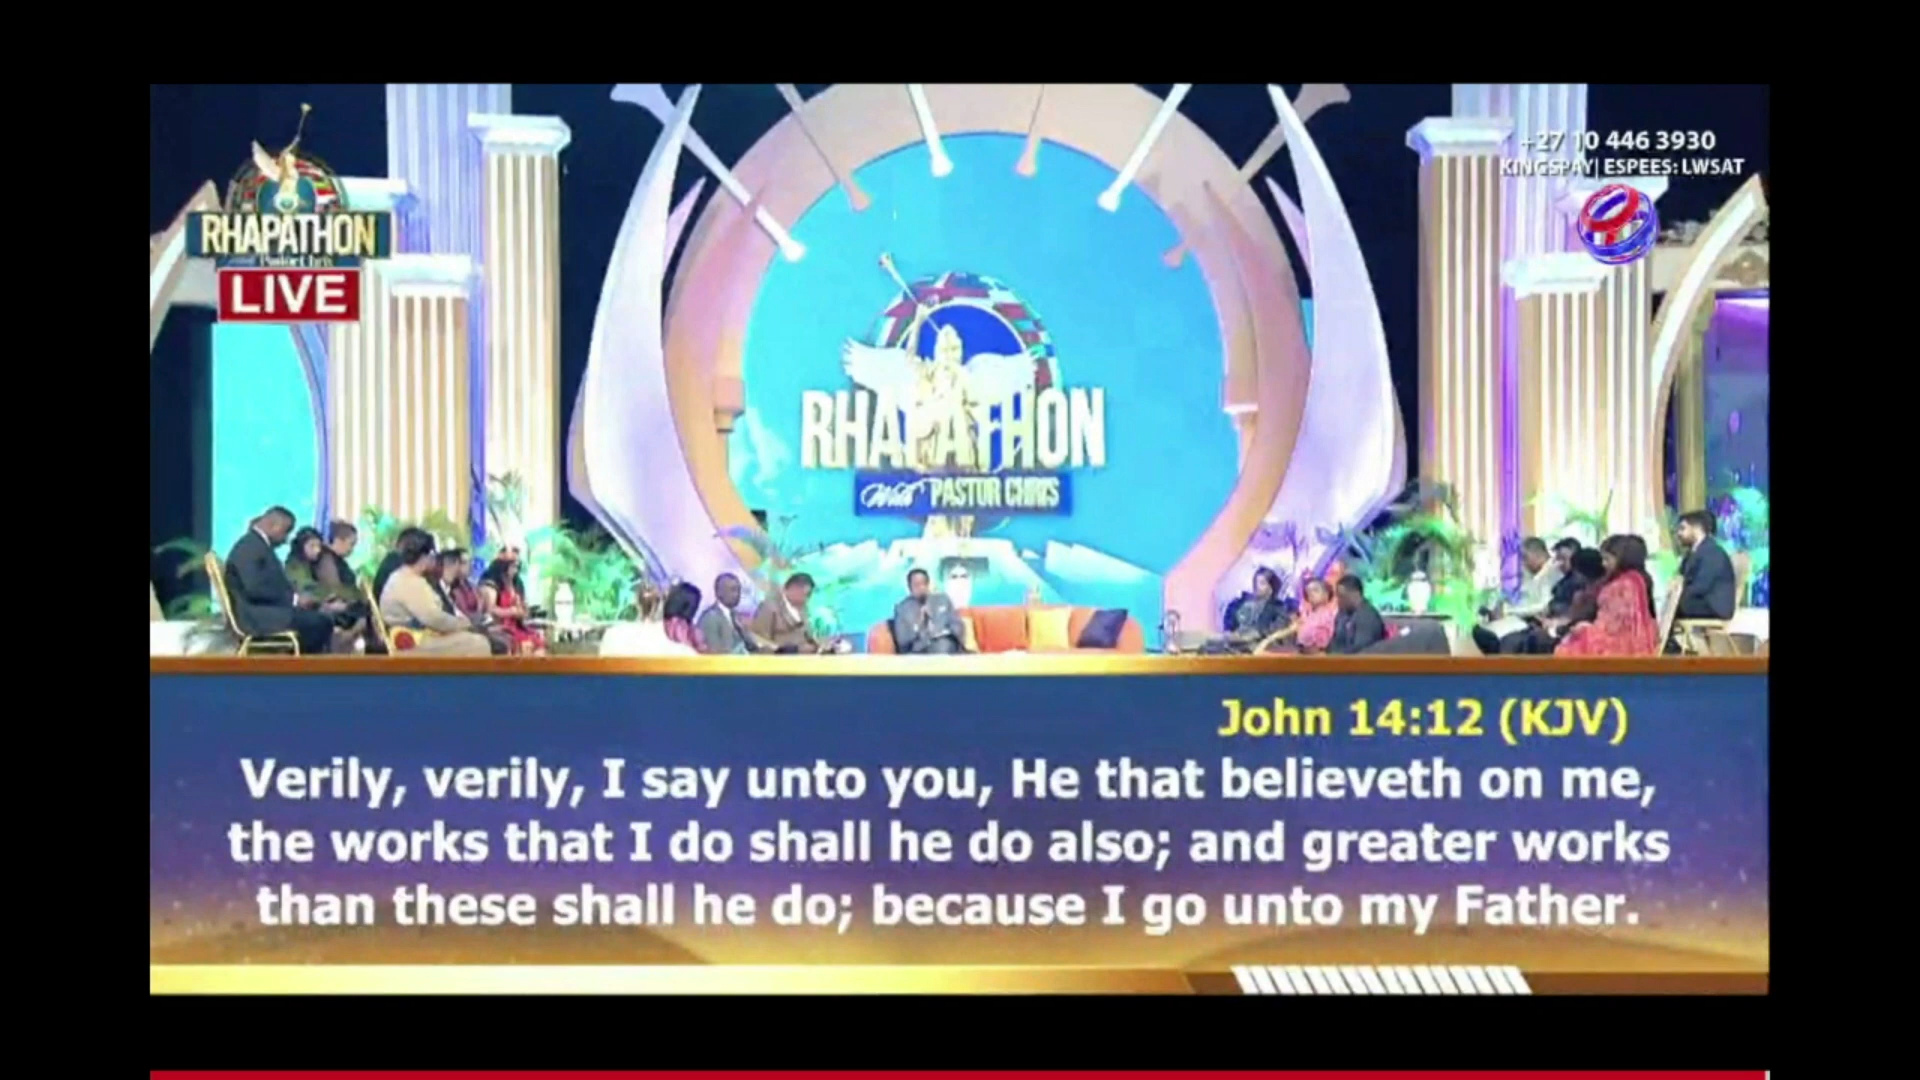 +27 10 446 3930
KINGSPAY| ESPEES: LWSAT
RHAPATHON
LIVE
RHAPATHON
With PASTOR CHRIS
John 14:12 (KJV)
Verily, verily, I say unto you, He that believeth on me,
the works that I do shall he do also; and greater works
than these shall he do; because I go unto my Father.